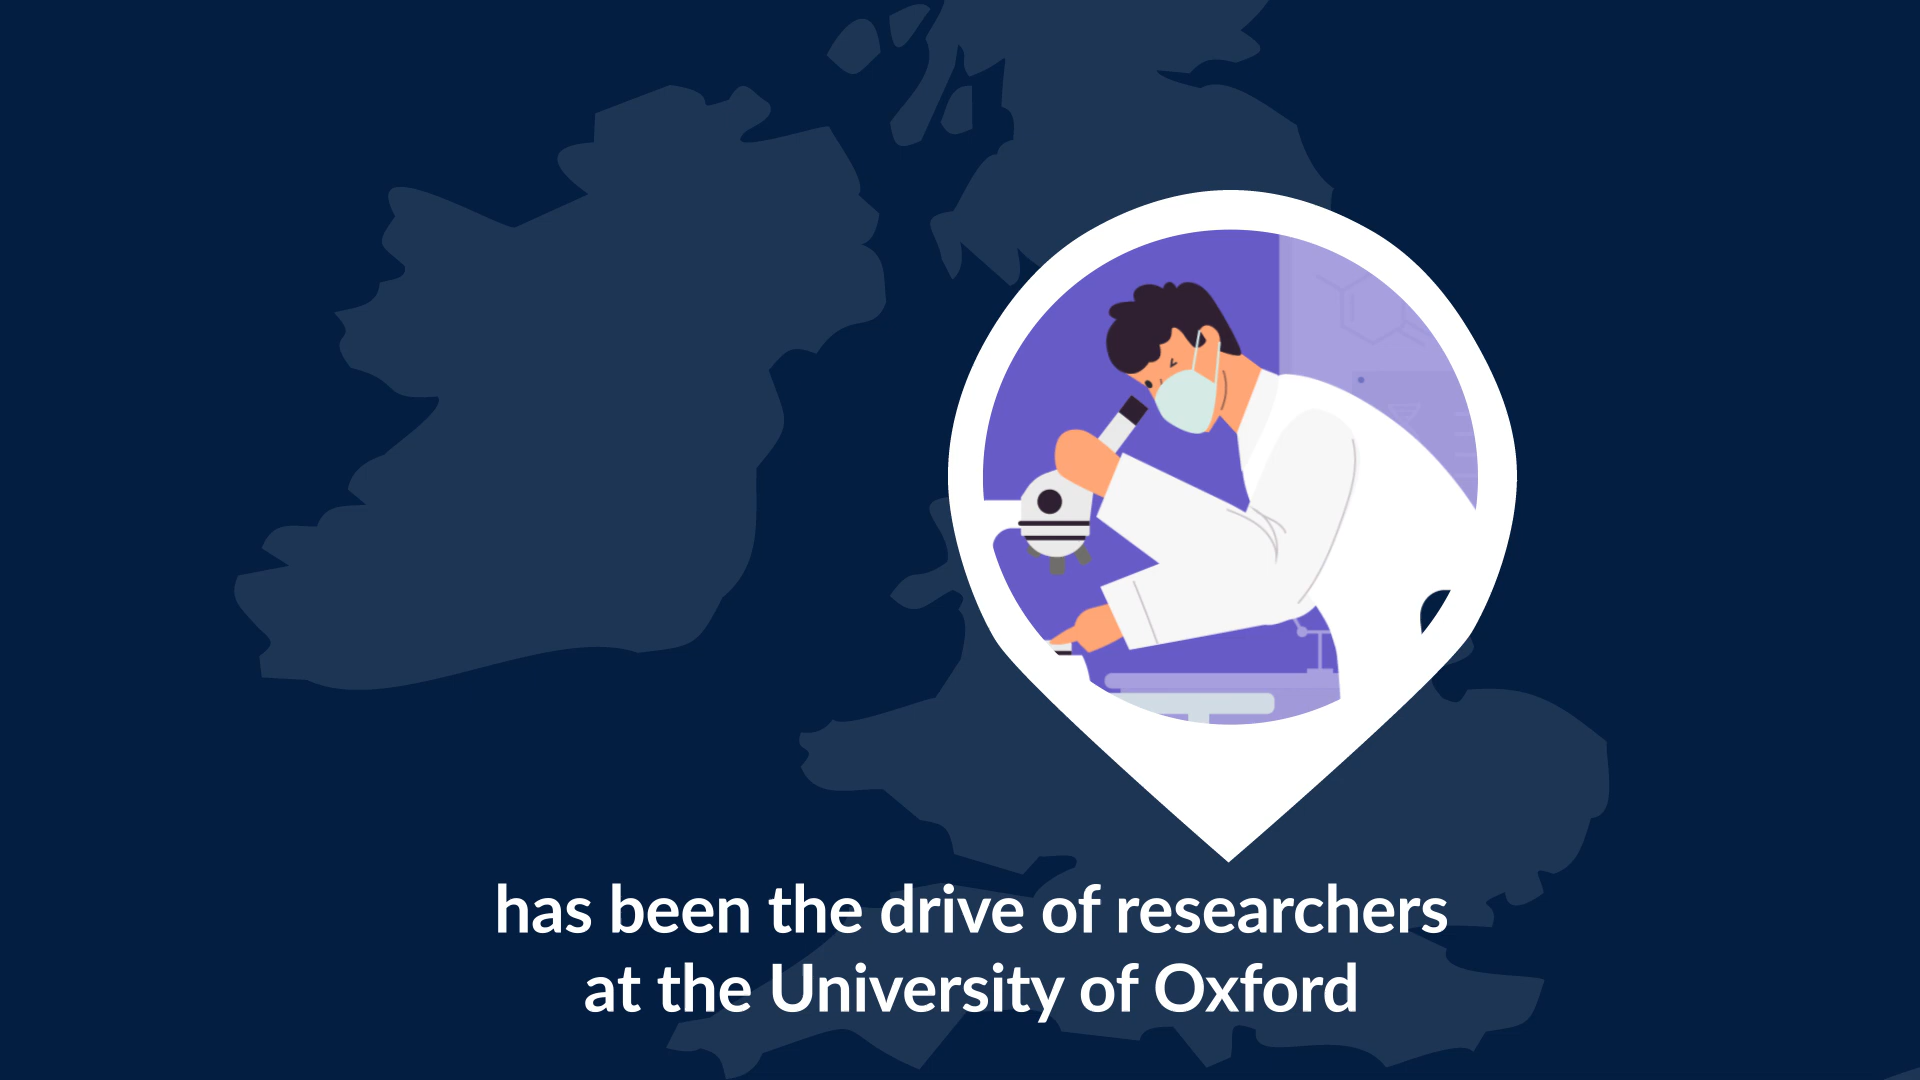 has been the drive of researchers
at the University of Oxford